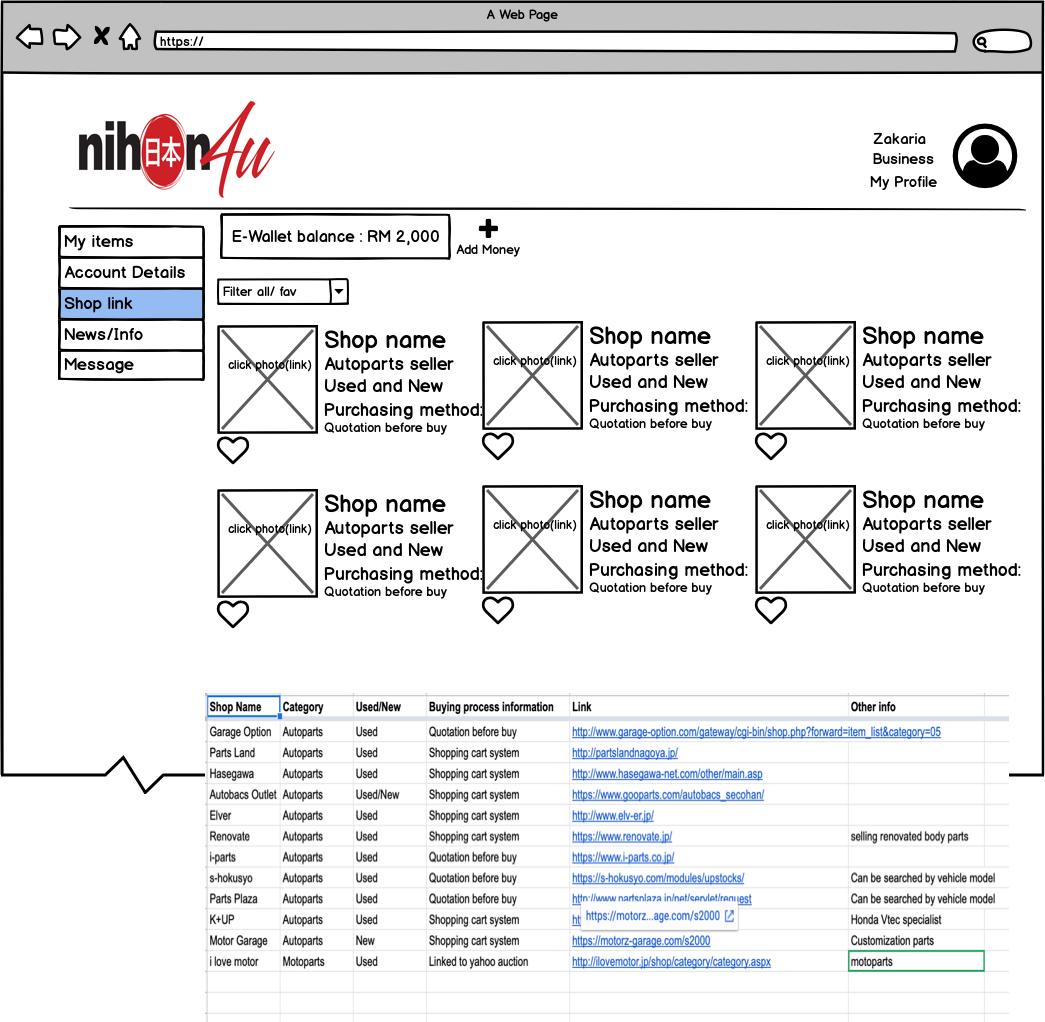 A Web Page
https://
nihon4u
日本
Zakaria
Business
My Profile
My items
Account Details
Shop link
News/Info
Message
E-Wallet balance : RM 2,000
Add Money
Filter all/ fav
click photo(link)
Shop name
Autoparts seller
Used and New
Purchasing method:
Quotation before buy
click photo(link)
Shop name
Autoparts seller
Used and New
Purchasing method:
Quotation before buy
click photo(link)
Shop name
Autoparts seller
Used and New
Purchasing method:
Quotation before buy
click photo(link)
Shop name
Autoparts seller
Used and New
Purchasing method:
Quotation before buy
click photo(link)
Shop name
Autoparts seller
Used and New
Purchasing method:
Quotation before buy
click photo(link)
Shop name
Autoparts seller
Used and New
Purchasing method:
Quotation before buy
Shop Name Category Used/New Buying process information Link Other info
Garage Option Autoparts Used Quotation before buy http://www.garage-option.com/gateway/cgi-bin/shop.php?forward=item_list&category=05
Parts Land Autoparts Used Shopping cart system http://partslandnagoya.jp/
Hasegawa Autoparts Used Shopping cart system http://www.hasegawa-net.com/other/main.asp
Autobacs Outlet Autoparts Used/New Shopping cart system https://www.gooparts.com/autobacs_secohan/
Elver Autoparts Used Shopping cart system http://www.elv-er.jp/
Renovate Autoparts Used Shopping cart system https://www.renovate.jp/ selling renovated body parts
i-parts Autoparts Used Quotation before buy https://www.i-parts.co.jp/
s-hokusyo Autoparts Used Quotation before buy https://s-hokusyo.com/modules/upstocks/ Can be searched by vehicle model
Parts Plaza Autoparts Used Quotation before buy http://www.partsplaza.jp/net/servlet/request Can be searched by vehicle model
K+UP Autoparts Used Shopping cart system ht https://motorz...age.com/s2000 Honda Vtec specialist
Motor Garage Autoparts New Shopping cart system https://motorz-garage.com/s2000 Customization parts
i love motor Motoparts Used Linked to yahoo auction http://ilovemotor.jp/shop/category/category.aspx motoparts